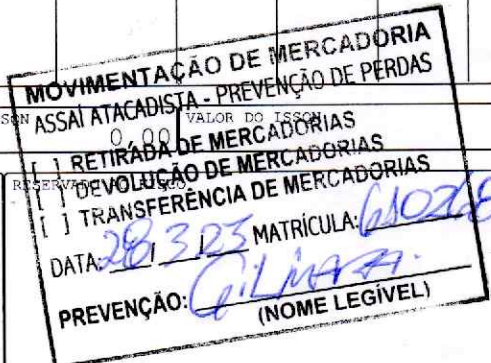 MOVIMENTAÇÃO DE MERCADORIA
ASSAÍ ATACADISTA - PREVENÇÃO DE PERDAS
0,00 VALOR DO ISSQN
[ ] RETIRADA DE MERCADORIAS
[ ] DEVOLUÇÃO DE MERCADORIAS
[ ] TRANSFERÊNCIA DE MERCADORIAS
DATA: 28/3/23 MATRÍCULA: 610268
PREVENÇÃO: GILMARA.
(NOME LEGÍVEL)